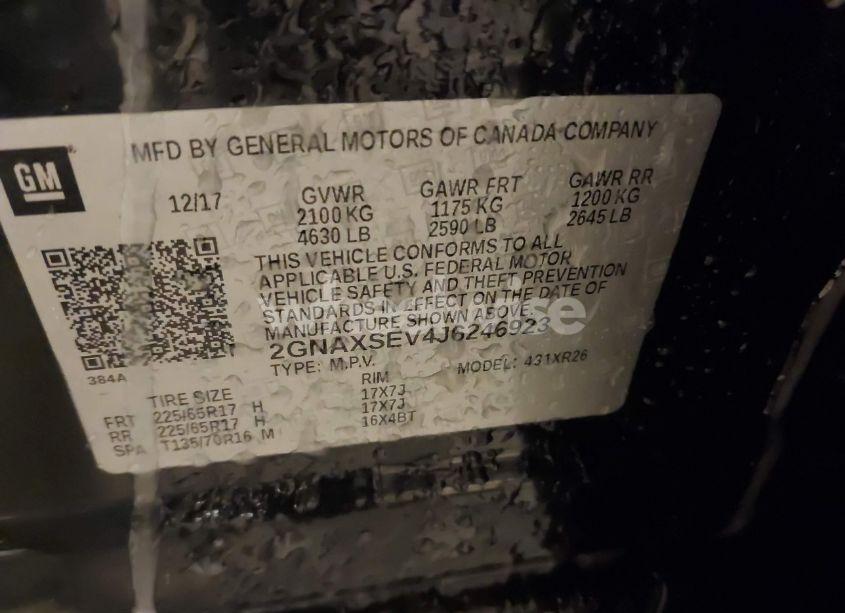 MFD BY GENERAL MOTORS OF CANADA COMPANY
GM
12/17
GVWR
2100 KG
4630 LB
GAWR FRT
1175 KG
2590 LB
GAWR RR
1200 KG
2645 LB
THIS VEHICLE CONFORMS TO ALL
APPLICABLE U.S. FEDERAL MOTOR
VEHICLE SAFETY AND THEFT PREVENTION
STANDARDS IN EFFECT ON THE DATE OF
MANUFACTURE SHOWN ABOVE.
2GNAXSEV4J6246923
TYPE: M.P.V.
MODEL: 431XR26
384A
TIRE SIZE
RIM
FRT 225/65R17 H 17X7J
RR 225/65R17 H 17X7J
SPA T135/70R16 M 16X4BT